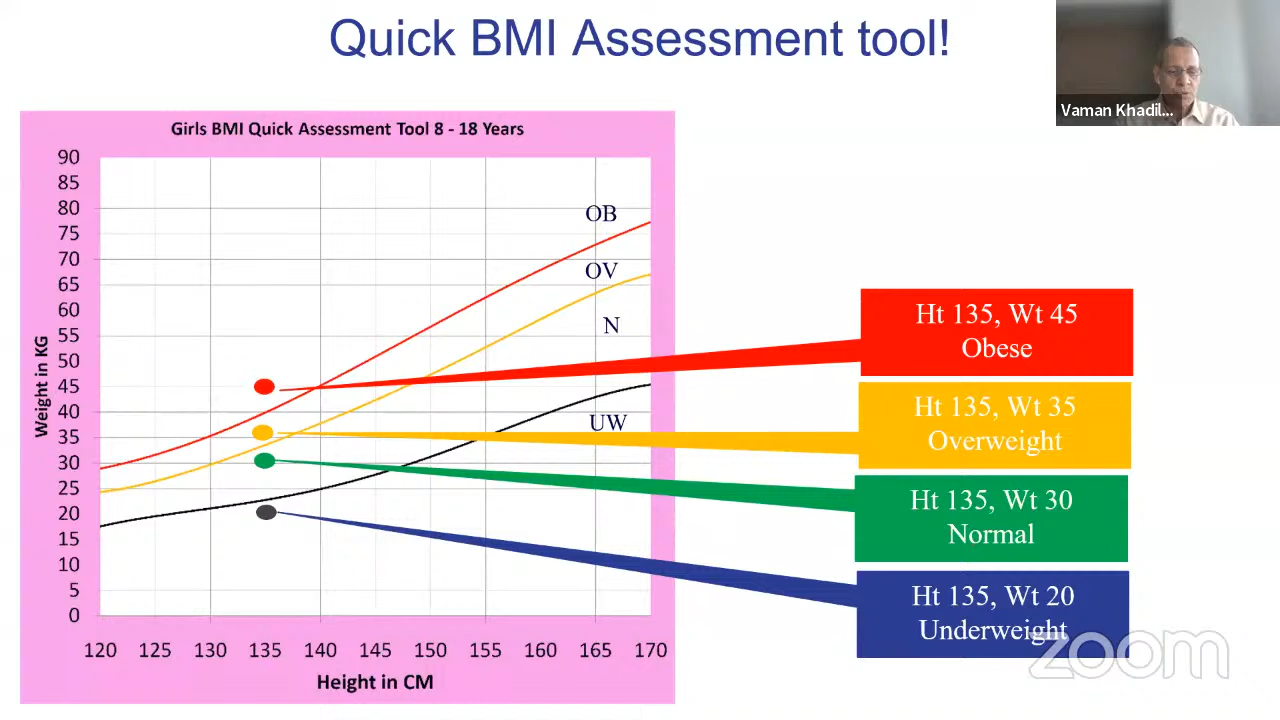 Quick BMI Assessment tool!
Vaman Khadil...
Girls BMI Quick Assessment Tool 8 - 18 Years
90
85
80
75
70
65
60
55
50
45
40
35
30
25
20
15
10
5
0
Weight in KG
OB
OV
N
UW
120 125 130 135 140 145 150 155 160 165 170
Height in CM
Ht 135, Wt 45
Obese
Ht 135, Wt 35
Overweight
Ht 135, Wt 30
Normal
Ht 135, Wt 20
Underweight
zoom